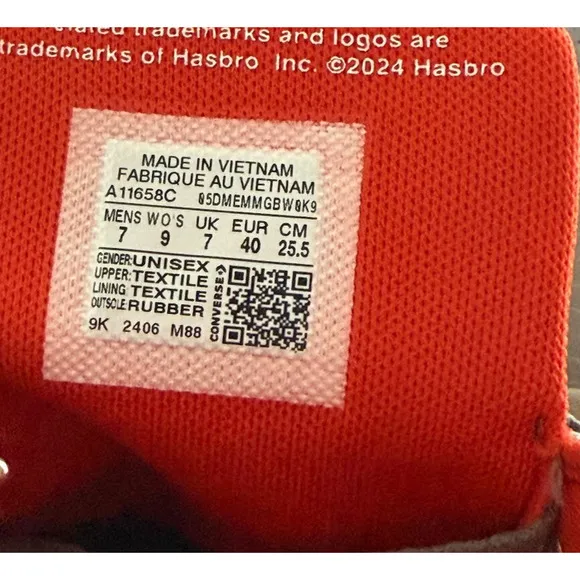 trademarks and logos are
trademarks of Hasbro Inc. ©2024 Hasbro
MADE IN VIETNAM
FABRIQUE AU VIETNAM
A11658C 05DMEMMGBW0K9
MENS WO'S UK EUR CM
7 9 7 40 25.5
GENDER: UNISEX
UPPER: TEXTILE
LINING: TEXTILE
OUTSOLE: RUBBER
CONVERSE
9K 2406 M88